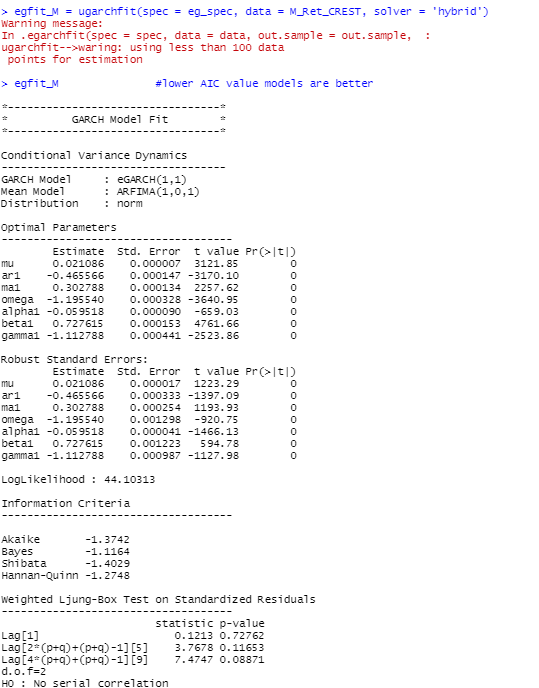 > egfit_M = ugarchfit(spec = eg_spec, data = M_Ret_CREST, solver = 'hybrid')
Warning message:
In .egarchfit(spec = spec, data = data, out.sample = out.sample,  :
ugarchfit-->waring: using less than 100 data
 points for estimation
> egfit_M              #lower AIC value models are better
*---------------------------------*
*          GARCH Model Fit        *
*---------------------------------*
Conditional Variance Dynamics
-----------------------------------
GARCH Model     : eGARCH(1,1)
Mean Model      : ARFIMA(1,0,1)
Distribution    : norm
Optimal Parameters
------------------------------------
        Estimate  Std. Error  t value Pr(>|t|)
mu      0.021086    0.000007  3121.85        0
ar1    -0.465566    0.000147 -3170.10        0
ma1     0.302788    0.000134  2257.62        0
omega  -1.195540    0.000328 -3640.95        0
alpha1 -0.059518    0.000090  -659.03        0
beta1   0.727615    0.000153  4761.66        0
gamma1 -1.112788    0.000441 -2523.86        0
Robust Standard Errors:
        Estimate  Std. Error  t value Pr(>|t|)
mu      0.021086    0.000017  1223.29        0
ar1    -0.465566    0.000333 -1397.09        0
ma1     0.302788    0.000254  1193.93        0
omega  -1.195540    0.001298  -920.75        0
alpha1 -0.059518    0.000041 -1466.13        0
beta1   0.727615    0.001223   594.78        0
gamma1 -1.112788    0.000987 -1127.98        0
LogLikelihood : 44.10313
Information Criteria
------------------------------------
Akaike       -1.3742
Bayes        -1.1164
Shibata      -1.4029
Hannan-Quinn -1.2748
Weighted Ljung-Box Test on Standardized Residuals
------------------------------------
                        statistic p-value
Lag[1]                     0.1213 0.72762
Lag[2*(p+q)+(p+q)-1][5]    3.7678 0.11653
Lag[4*(p+q)+(p+q)-1][9]    7.4747 0.08871
d.o.f=2
H0 : No serial correlation